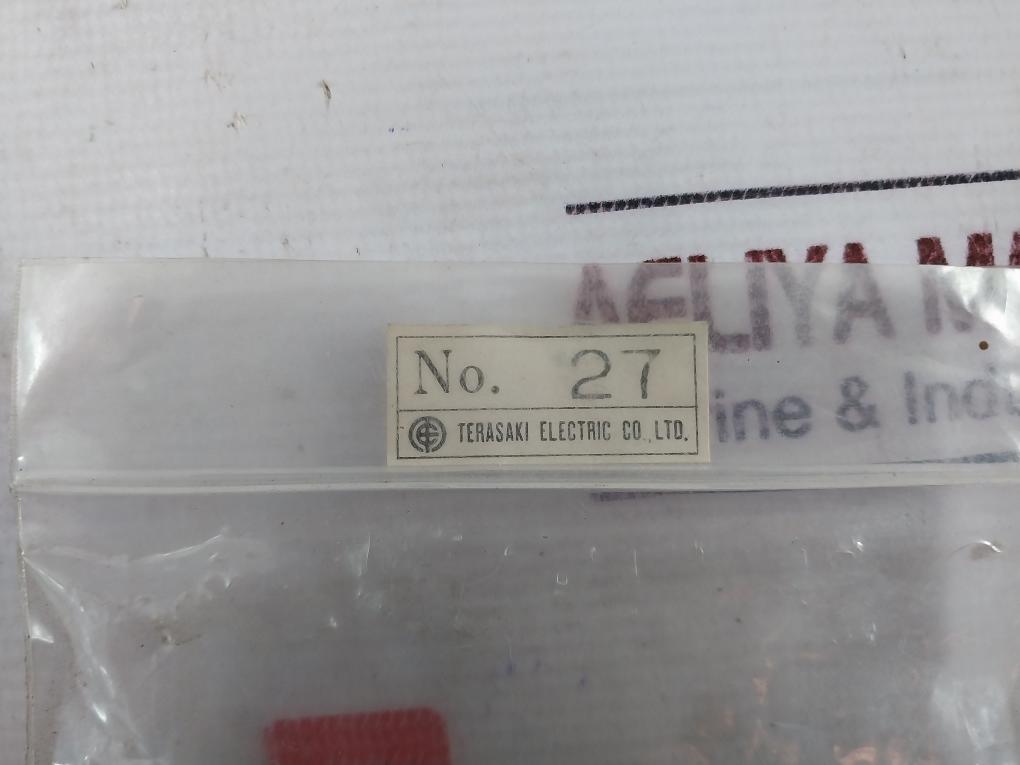 AELIYA
No. 27
TERASAKI ELECTRIC CO.,LTD.
ine & Ind